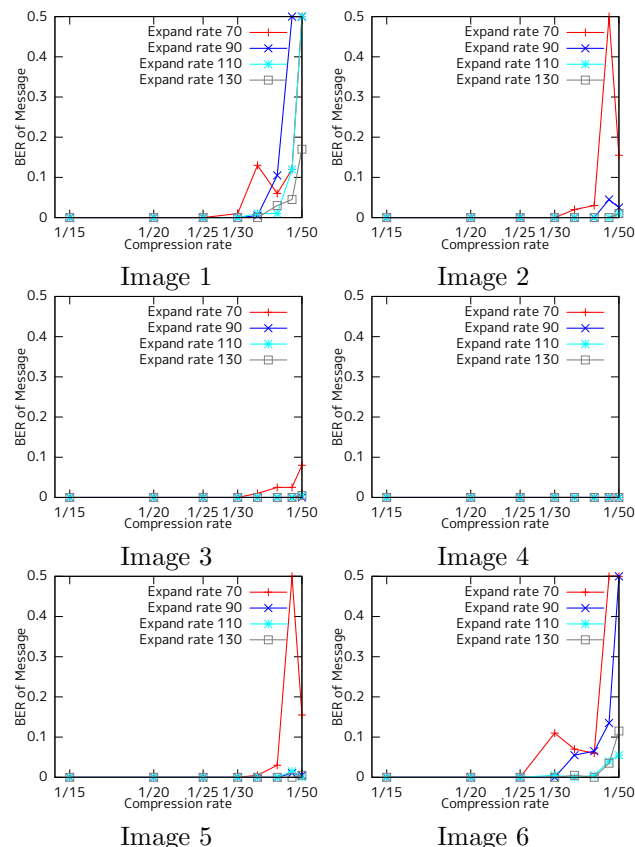 0.5
0.4
0.3
0.2
0.1
0
BER of Message
Expand rate 70
Expand rate 90
Expand rate 110
Expand rate 130
1/15 1/20 1/25 1/30 1/50
Compression rate
Image 1
0.5
0.4
0.3
0.2
0.1
0
BER of Message
Expand rate 70
Expand rate 90
Expand rate 110
Expand rate 130
1/15 1/20 1/25 1/30 1/50
Compression rate
Image 2
0.5
0.4
0.3
0.2
0.1
0
BER of Message
Expand rate 70
Expand rate 90
Expand rate 110
Expand rate 130
1/15 1/20 1/25 1/30 1/50
Compression rate
Image 3
0.5
0.4
0.3
0.2
0.1
0
BER of Message
Expand rate 70
Expand rate 90
Expand rate 110
Expand rate 130
1/15 1/20 1/25 1/30 1/50
Compression rate
Image 4
0.5
0.4
0.3
0.2
0.1
0
BER of Message
Expand rate 70
Expand rate 90
Expand rate 110
Expand rate 130
1/15 1/20 1/25 1/30 1/50
Compression rate
Image 5
0.5
0.4
0.3
0.2
0.1
0
BER of Message
Expand rate 70
Expand rate 90
Expand rate 110
Expand rate 130
1/15 1/20 1/25 1/30 1/50
Compression rate
Image 6